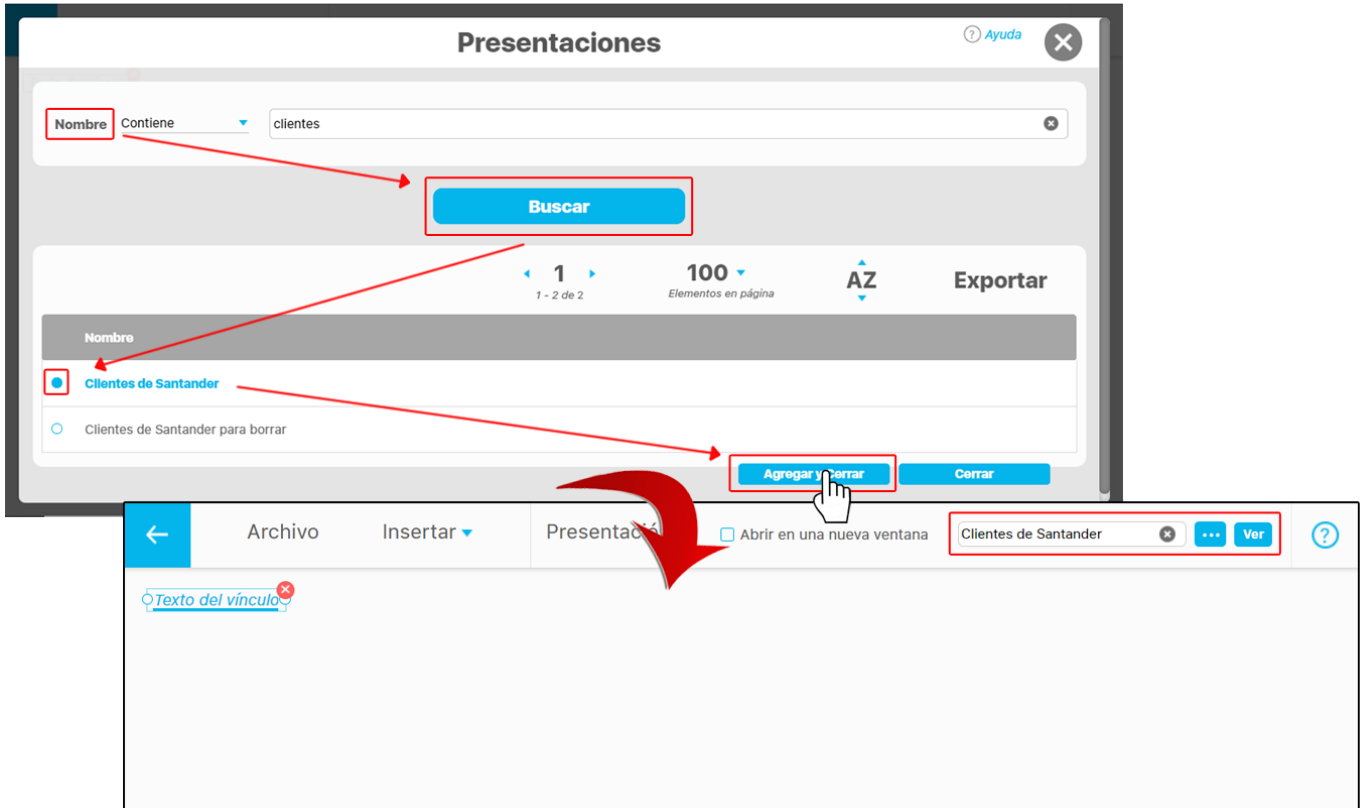 Presentaciones
? Ayuda
Nombre Contiene clientes
Buscar
1 100 AZ Exportar
1 - 2 de 2 Elementos en página
Nombre
Clientes de Santander
Clientes de Santander para borrar
Agregar y Cerrar Cerrar
Archivo Insertar Presentació Abrir en una nueva ventana Clientes de Santander ... Ver ?
Texto del vínculo